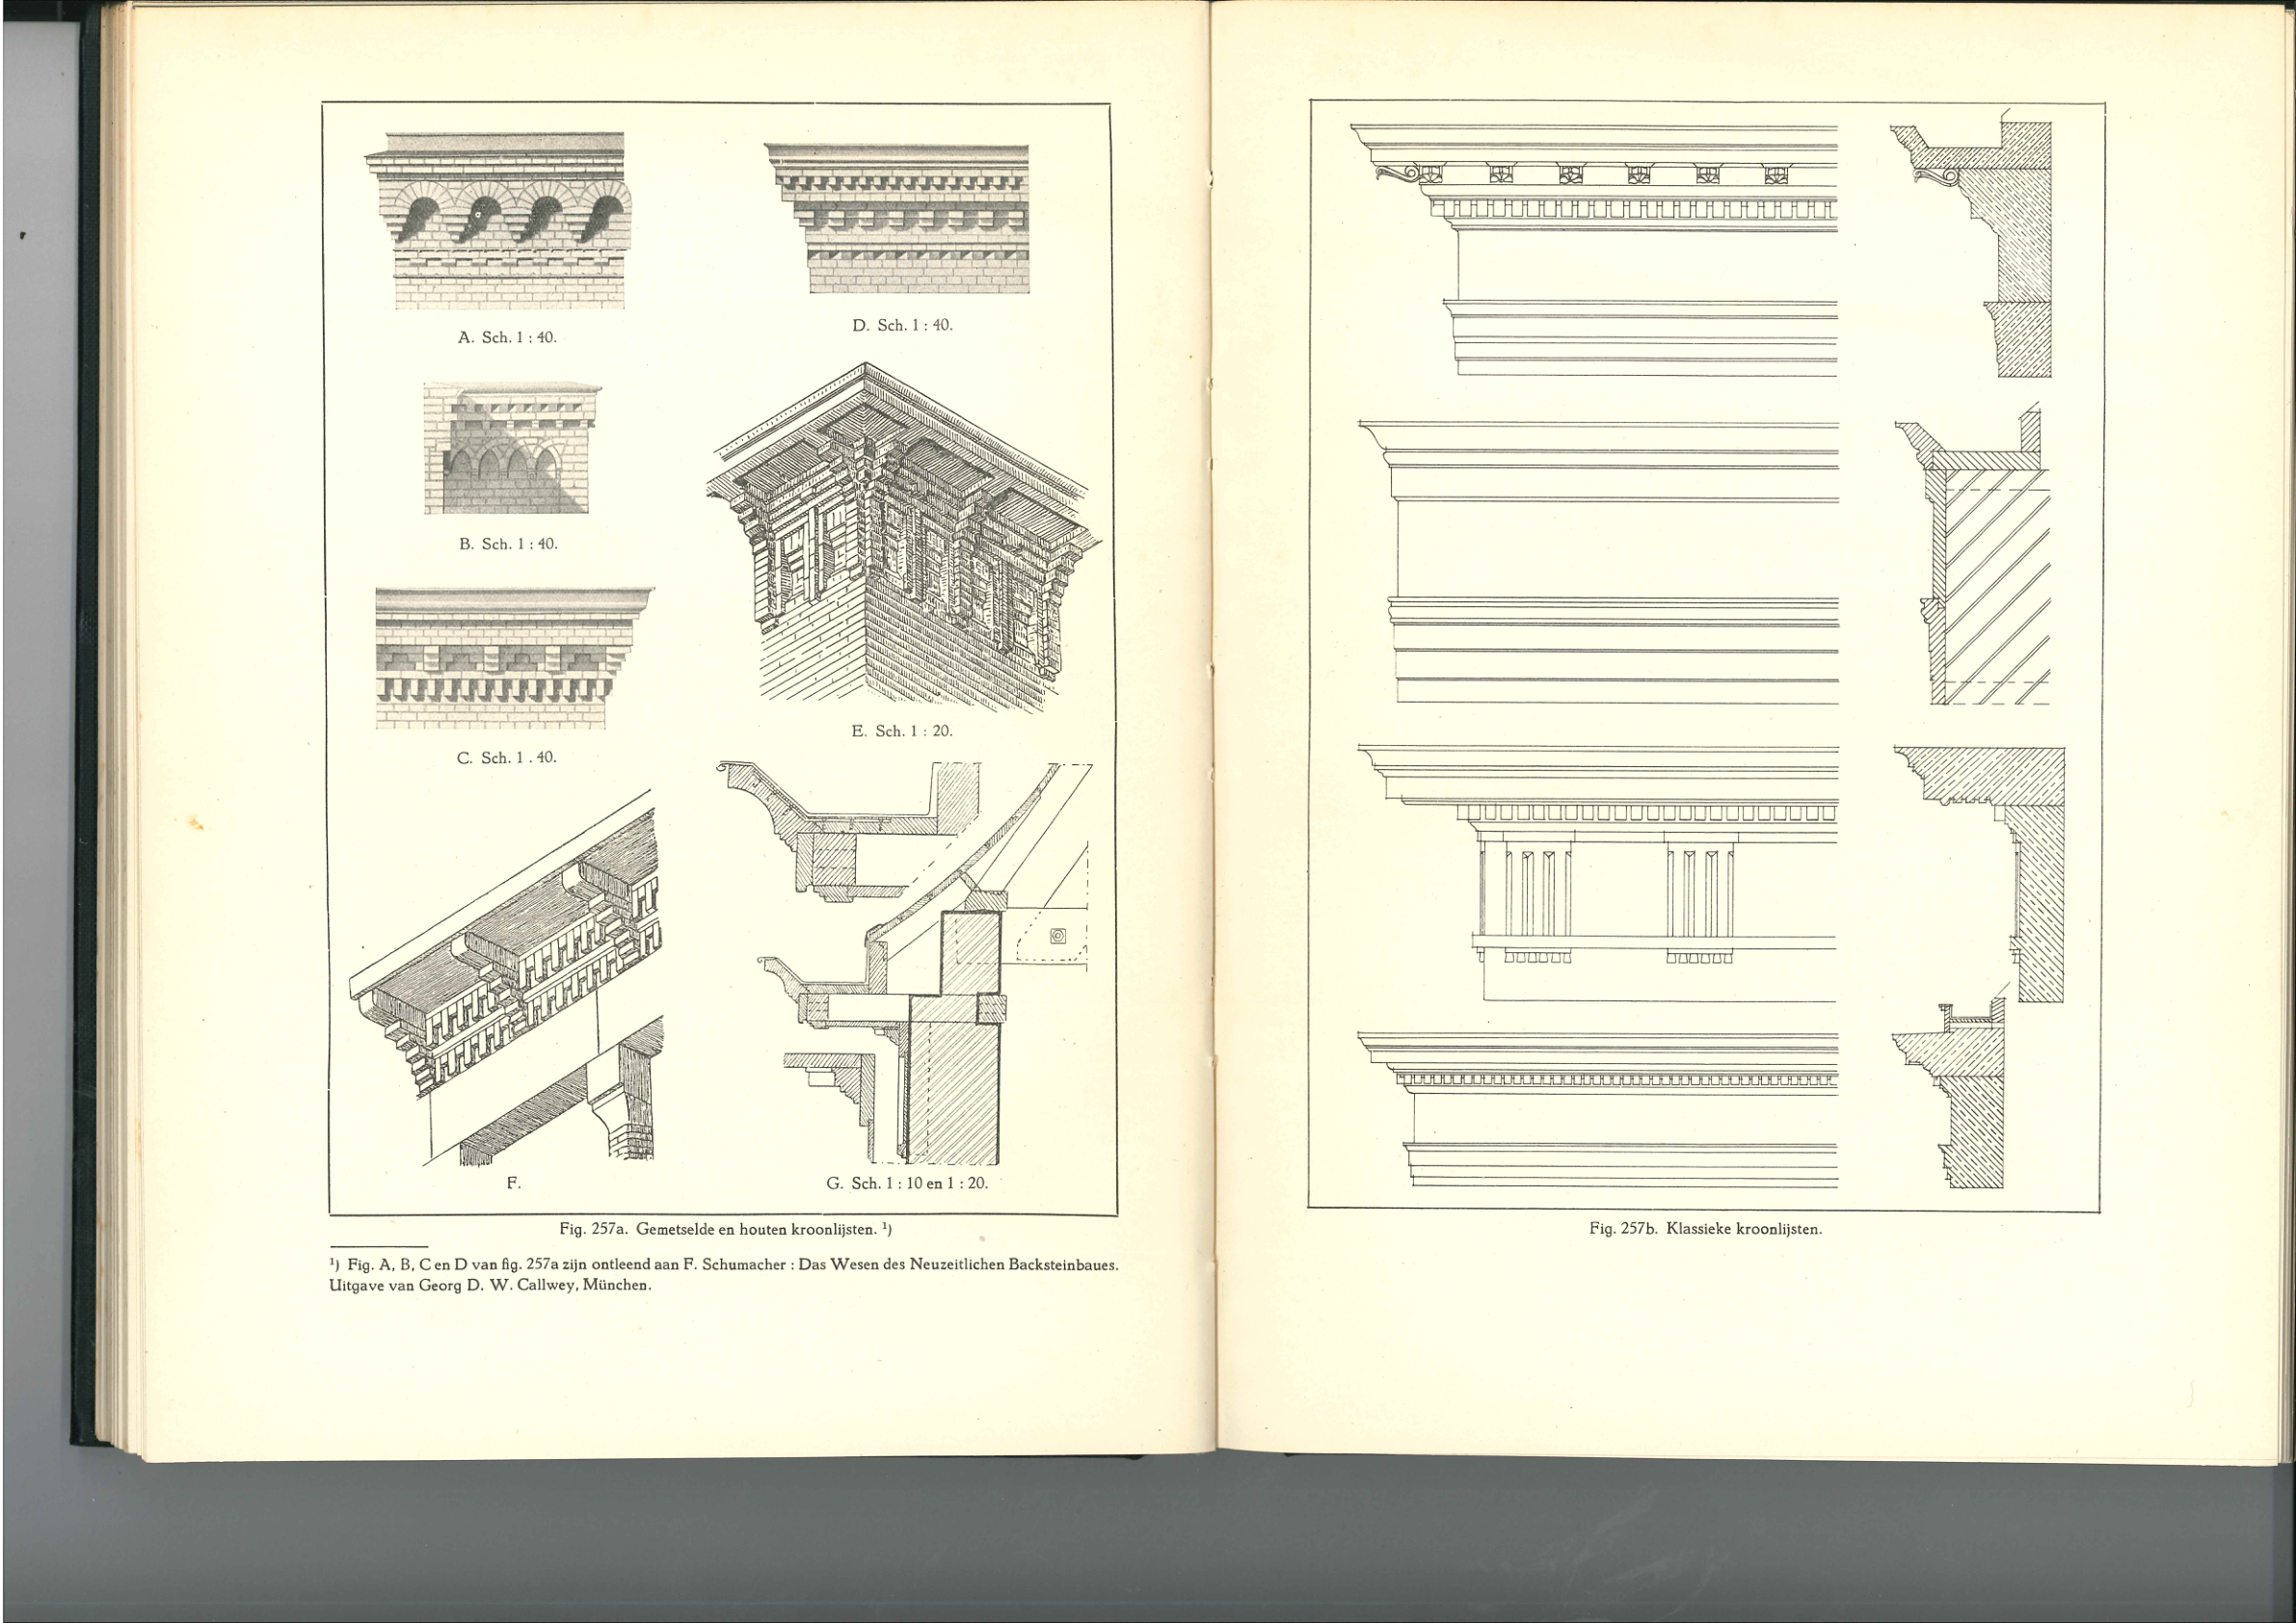 A. Sch. 1 : 40.
D. Sch. 1 : 40.
B. Sch. 1 : 40.
E. Sch. 1 : 20.
C. Sch. 1 . 40.
F.
G. Sch. 1 : 10 en 1 : 20.
Fig. 257a. Gemetselde en houten kroonlijsten. ¹)
¹) Fig. A, B, C en D van fig. 257a zijn ontleend aan F. Schumacher : Das Wesen des Neuzeitlichen Backsteinbaues.
Uitgave van Georg D. W. Callwey, München.
Fig. 257b. Klassieke kroonlijsten.